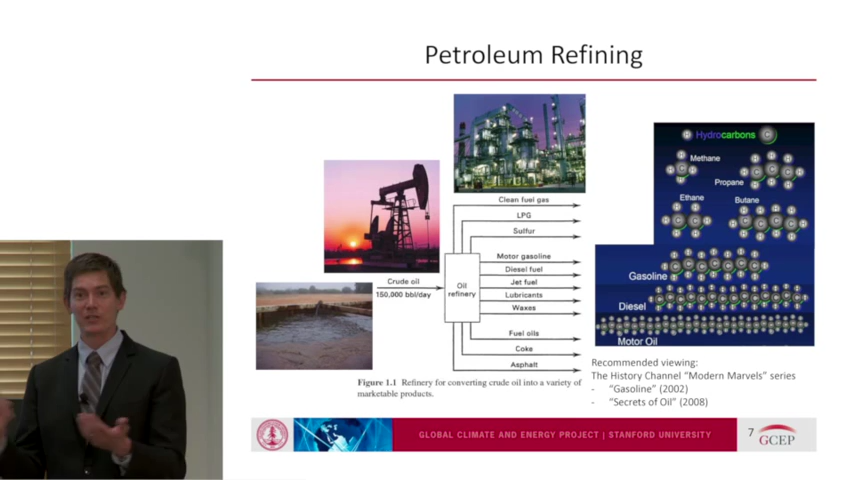 Petroleum Refining
Hydrocarbons
Methane
Propane
Ethane
Butane
Gasoline
Diesel
Motor Oil
Clean fuel gas
LPG
Sulfur
Motor gasoline
Diesel fuel
Jet fuel
Lubricants
Waxes
Fuel oils
Coke
Asphalt
Crude oil
150,000 bbl/day
Oil
refinery
Figure 1.1 Refinery for converting crude oil into a variety of
marketable products.
Recommended viewing:
The History Channel "Modern Marvels" series
- "Gasoline" (2002)
- "Secrets of Oil" (2008)
GLOBAL CLIMATE AND ENERGY PROJECT | STANFORD UNIVERSITY
7
GCEP